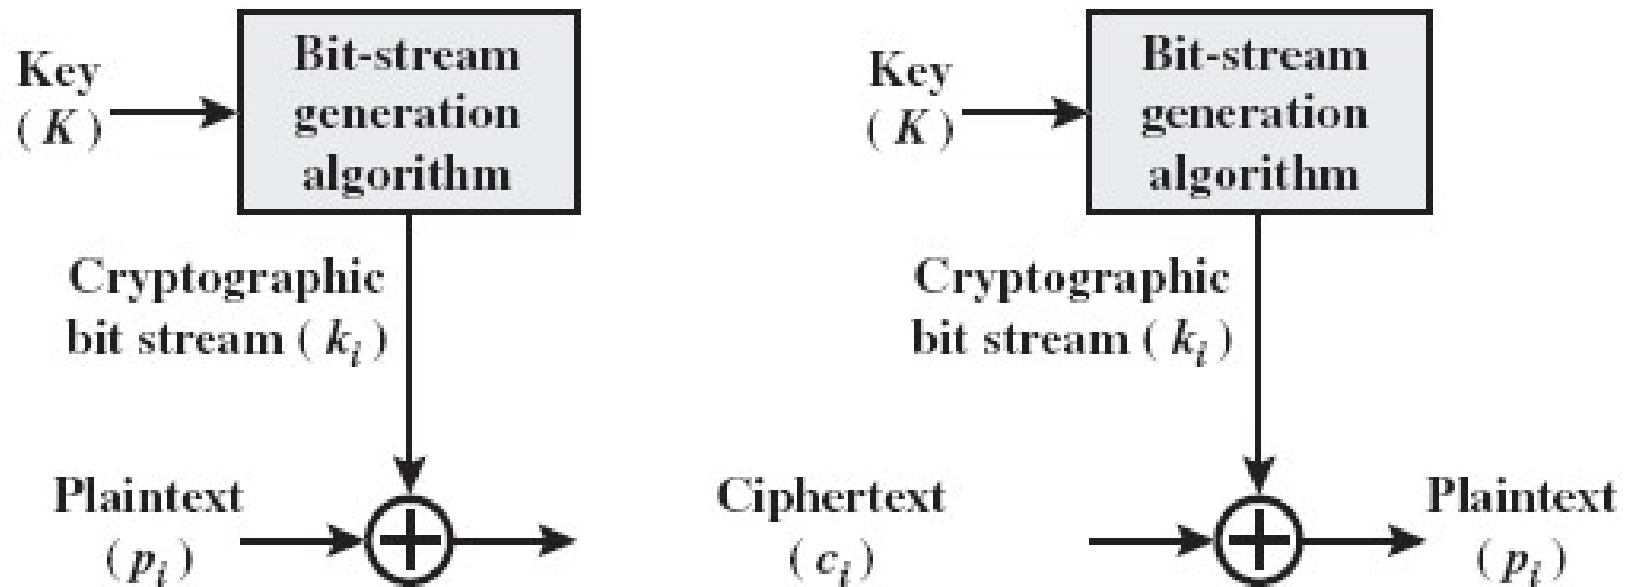 Key
( K )
Bit-stream
generation
algorithm
Cryptographic
bit stream ( k_i )
Plaintext
( p_i )
Ciphertext
( c_i )
Key
( K )
Bit-stream
generation
algorithm
Cryptographic
bit stream ( k_i )
Plaintext
( p_i )